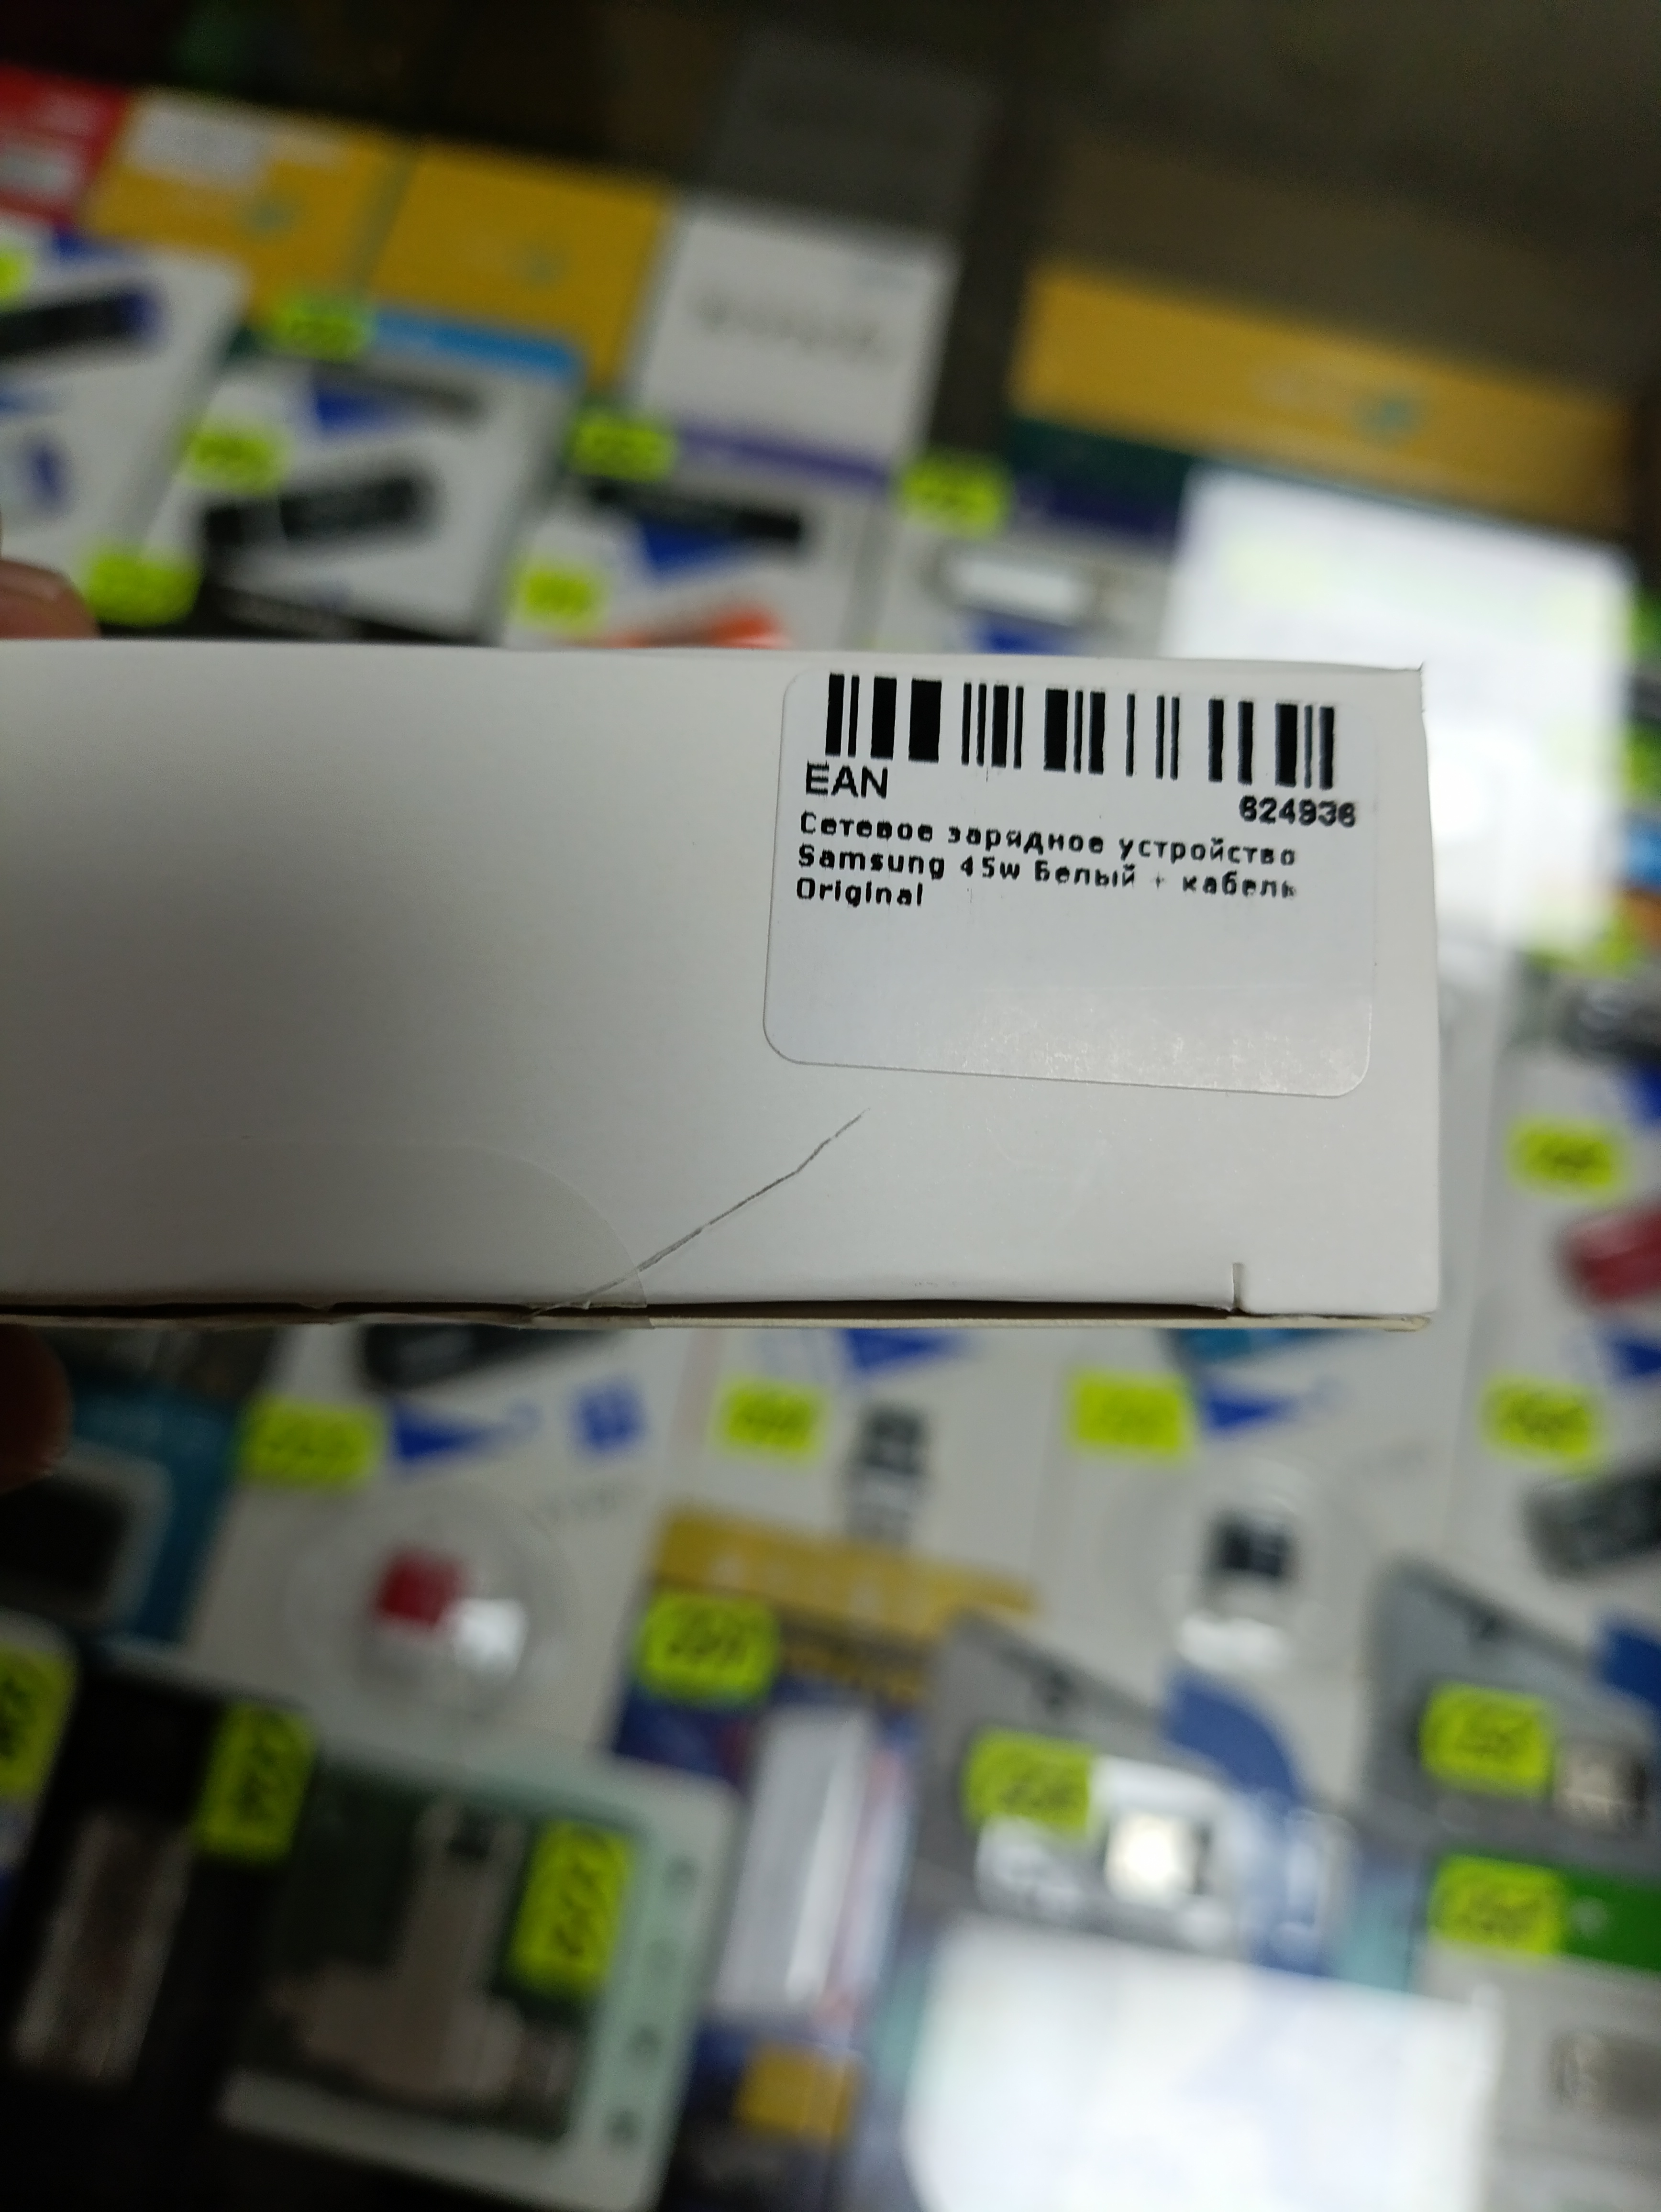 EAN
624936
Сетевое зарядное устройство
Samsung 45w Белый + кабель
Original